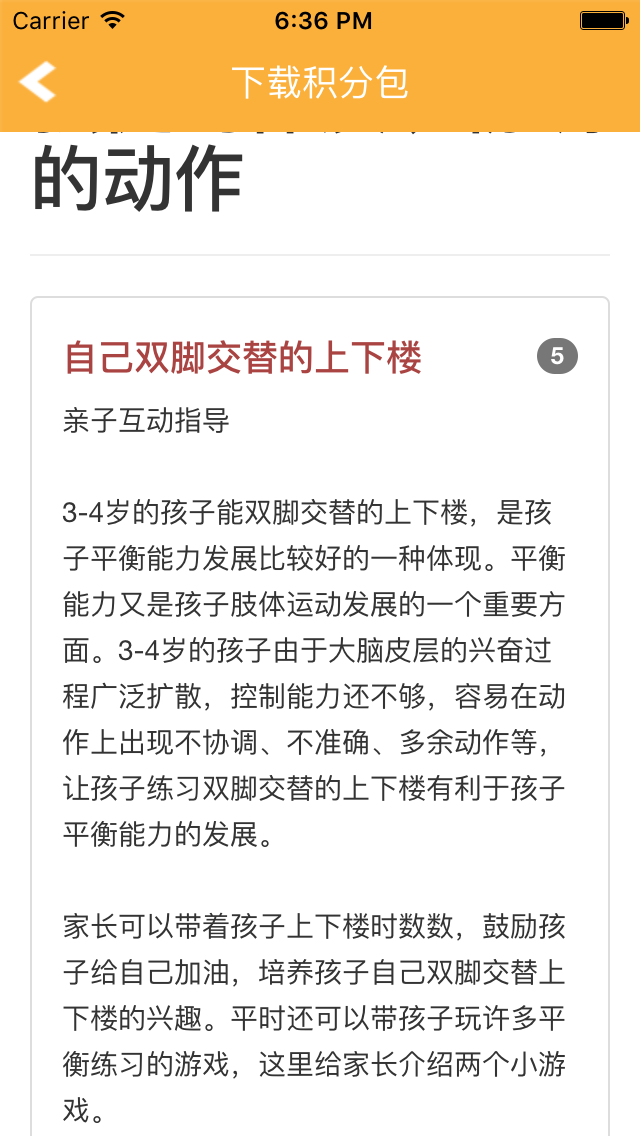 Carrier 6:36 PM
下载积分包
的动作
自己双脚交替的上下楼 5
亲子互动指导
3-4岁的孩子能双脚交替的上下楼，是孩
子平衡能力发展比较好的一种体现。平衡
能力又是孩子肢体运动发展的一个重要方
面。3-4岁的孩子由于大脑皮层的兴奋过
程广泛扩散，控制能力还不够，容易在动
作上出现不协调、不准确、多余动作等，
让孩子练习双脚交替的上下楼有利于孩子
平衡能力的发展。
家长可以带着孩子上下楼时数数，鼓励孩
子给自己加油，培养孩子自己双脚交替上
下楼的兴趣。平时还可以带孩子玩许多平
衡练习的游戏，这里给家长介绍两个小游
戏。